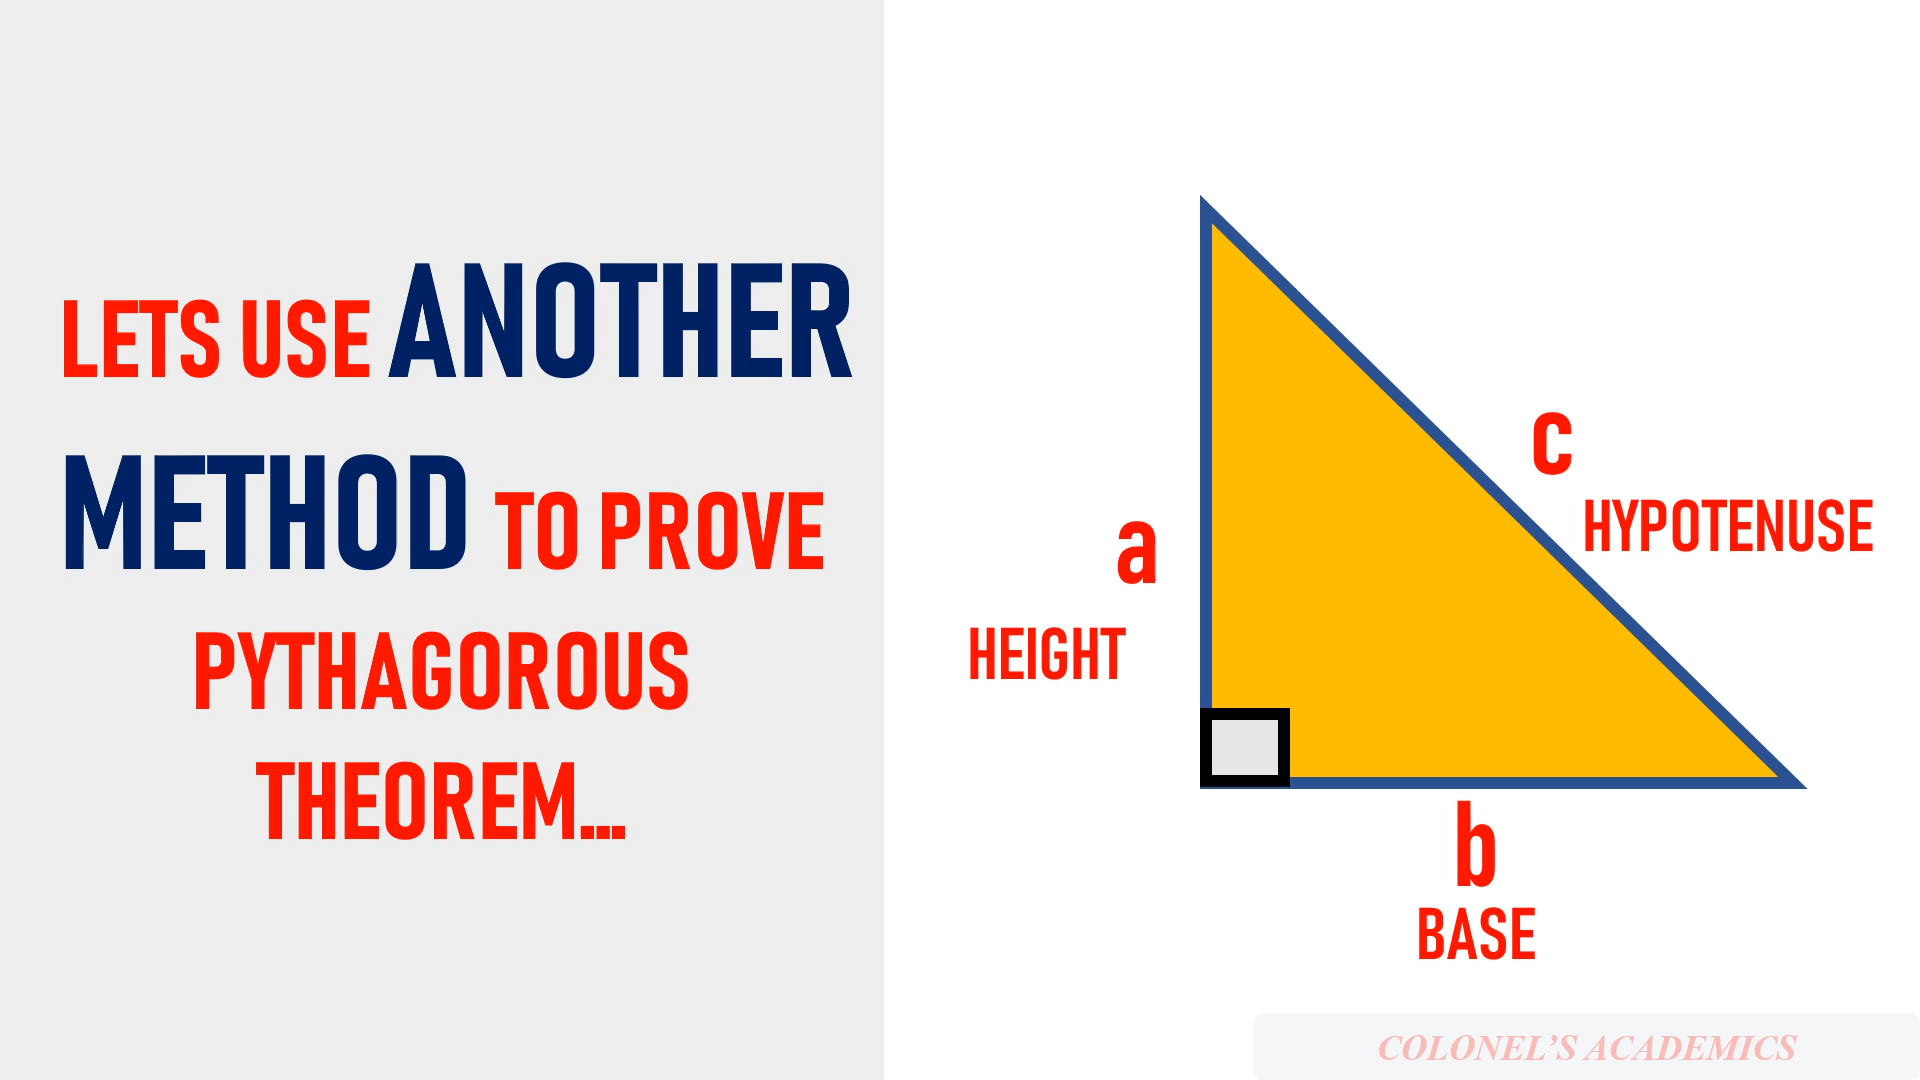 LETS USE ANOTHER
METHOD TO PROVE
PYTHAGOROUS
THEOREM...
c
HYPOTENUSE
a
HEIGHT
b
BASE
COLONEL'S ACADEMICS